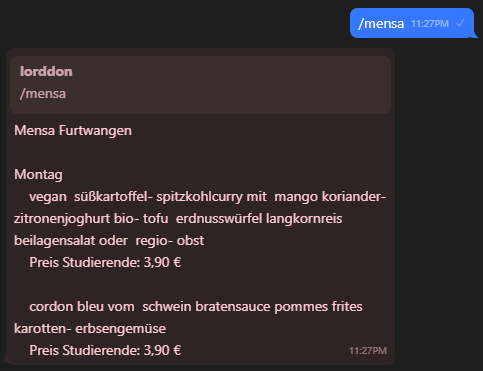 /mensa 11:27PM
lorddon
/mensa
Mensa Furtwangen
Montag
vegan süßkartoffel- spitzkohlcurry mit mango koriander-
zitronenjoghurt bio- tofu erdnusswürfel langkornreis
beilagensalat oder regio- obst
Preis Studierende: 3,90 €
cordon bleu vom schwein bratensauce pommes frites
karotten- erbsengemüse
Preis Studierende: 3,90 €
11:27PM